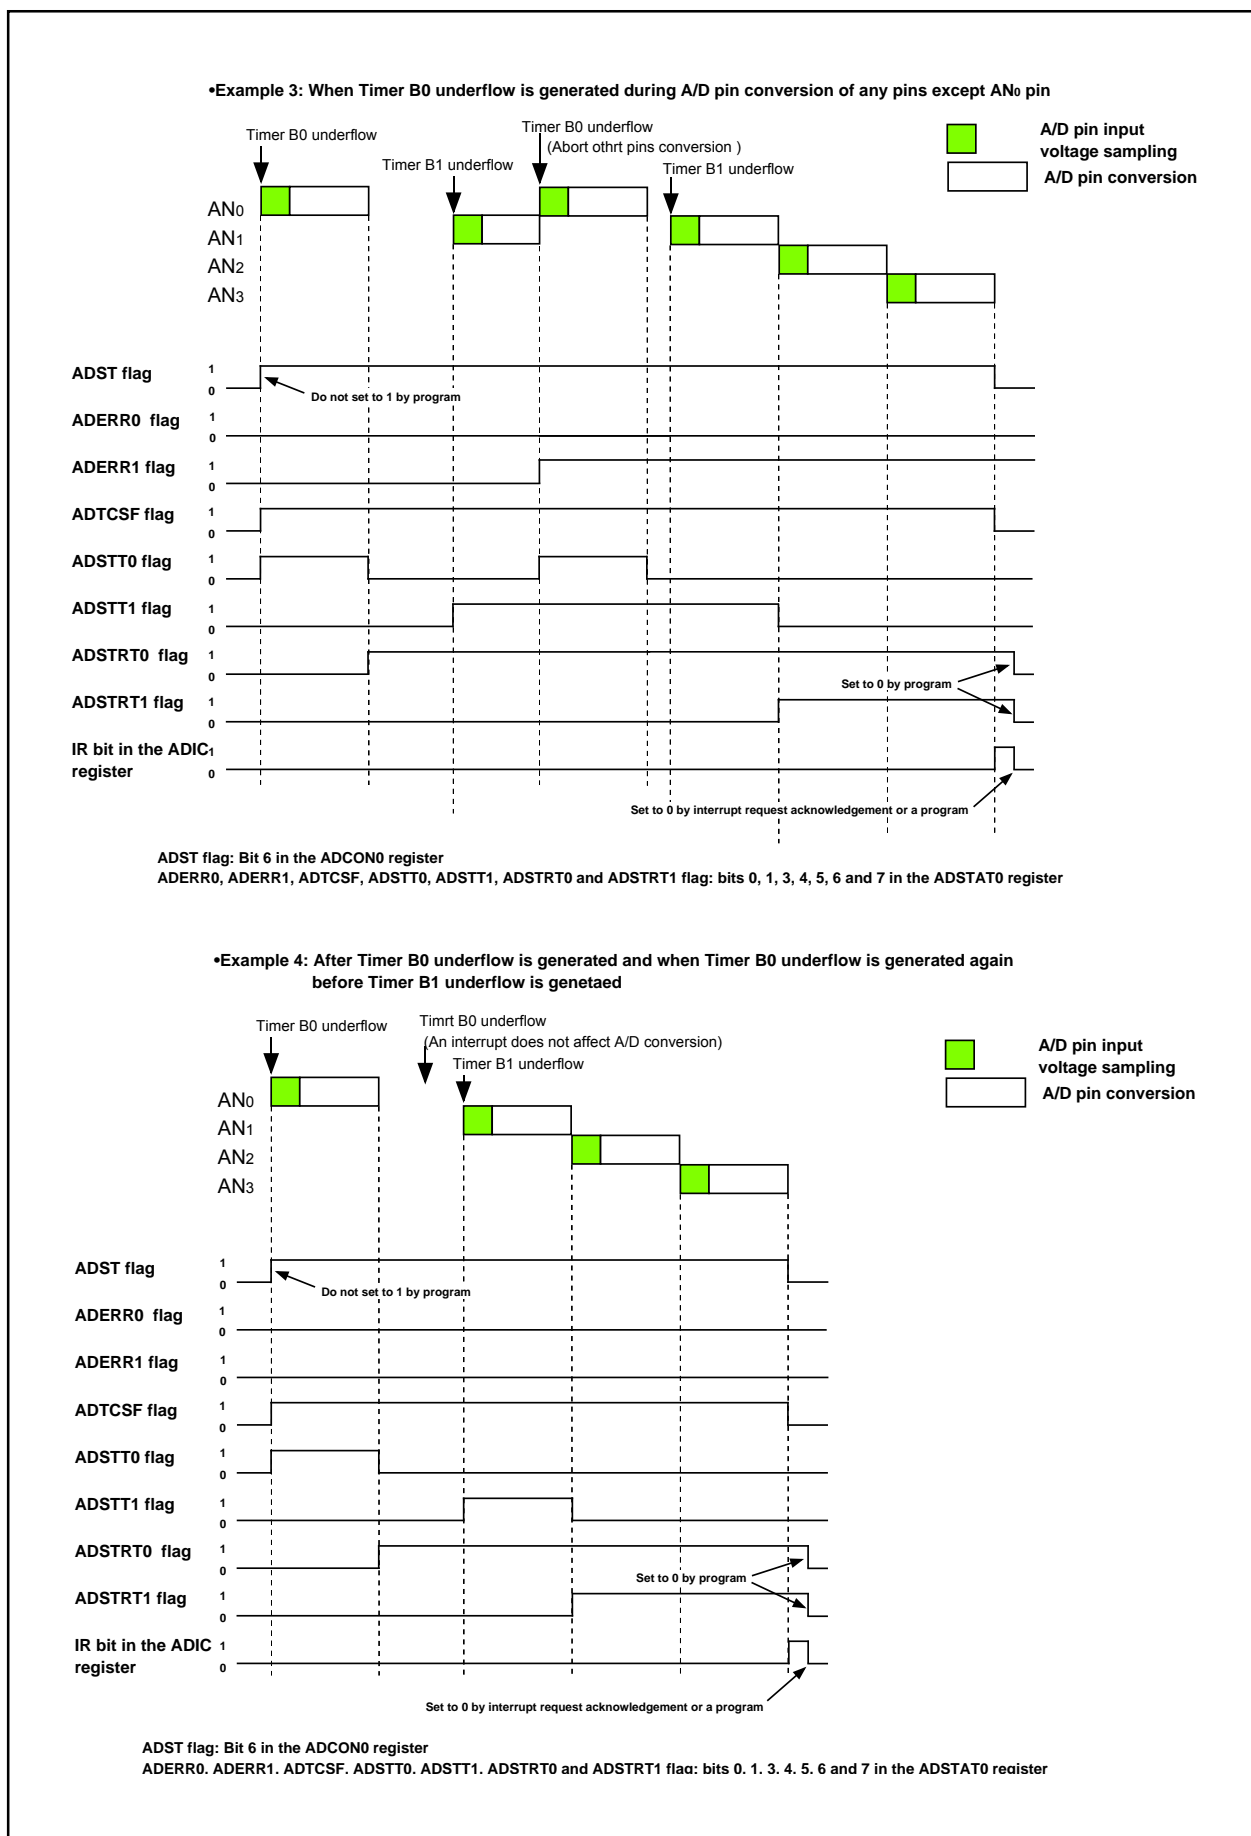 •Example 3: When Timer B0 underflow is generated during A/D pin conversion of any pins except AN0 pin
Timer B0 underflow
Timer B1 underflow
Timer B0 underflow
(Abort othrt pins conversion )
Timer B1 underflow
A/D pin input
voltage sampling
A/D pin conversion
AN0
AN1
AN2
AN3
ADST flag 1
0
Do not set to 1 by program
ADERR0 flag 1
0
ADERR1 flag 1
0
ADTCSF flag 1
0
ADSTT0 flag 1
0
ADSTT1 flag 1
0
ADSTRT0 flag 1
0
Set to 0 by program
ADSTRT1 flag 1
0
IR bit in the ADIC 1
register 0
Set to 0 by interrupt request acknowledgement or a program
ADST flag: Bit 6 in the ADCON0 register
ADERR0, ADERR1, ADTCSF, ADSTT0, ADSTT1, ADSTRT0 and ADSTRT1 flag: bits 0, 1, 3, 4, 5, 6 and 7 in the ADSTAT0 register
•Example 4: After Timer B0 underflow is generated and when Timer B0 underflow is generated again
before Timer B1 underflow is genetaed
Timer B0 underflow
Timrt B0 underflow
(An interrupt does not affect A/D conversion)
Timer B1 underflow
A/D pin input
voltage sampling
A/D pin conversion
AN0
AN1
AN2
AN3
ADST flag 1
0
Do not set to 1 by program
ADERR0 flag 1
0
ADERR1 flag 1
0
ADTCSF flag 1
0
ADSTT0 flag 1
0
ADSTT1 flag 1
0
ADSTRT0 flag 1
0
Set to 0 by program
ADSTRT1 flag 1
0
IR bit in the ADIC 1
register 0
Set to 0 by interrupt request acknowledgement or a program
ADST flag: Bit 6 in the ADCON0 register
ADERR0, ADERR1, ADTCSF, ADSTT0, ADSTT1, ADSTRT0 and ADSTRT1 flag: bits 0, 1, 3, 4, 5, 6 and 7 in the ADSTAT0 register